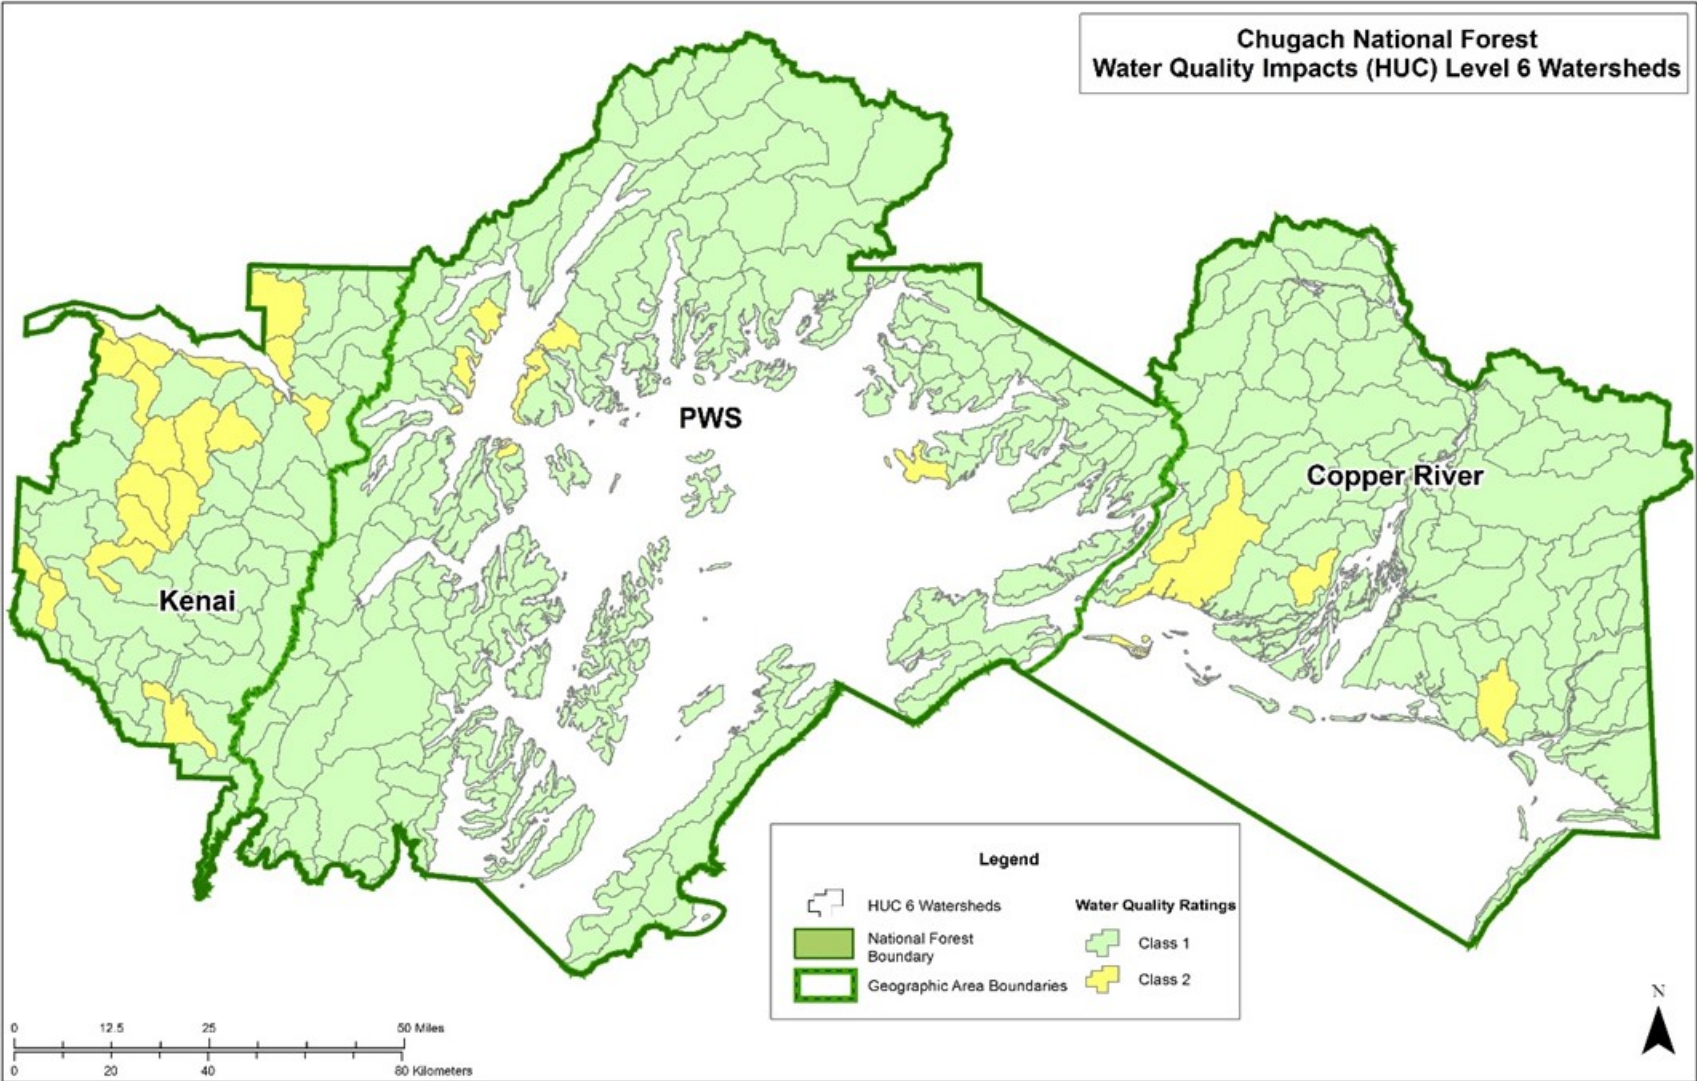 Chugach National Forest
Water Quality Impacts (HUC) Level 6 Watersheds
PWS
Copper River
Kenai
Legend
HUC 6 Watersheds
National Forest
Boundary
Geographic Area Boundaries
Water Quality Ratings
Class 1
Class 2
0 12.5 25 50 Miles
0 20 40 80 Kilometers
N